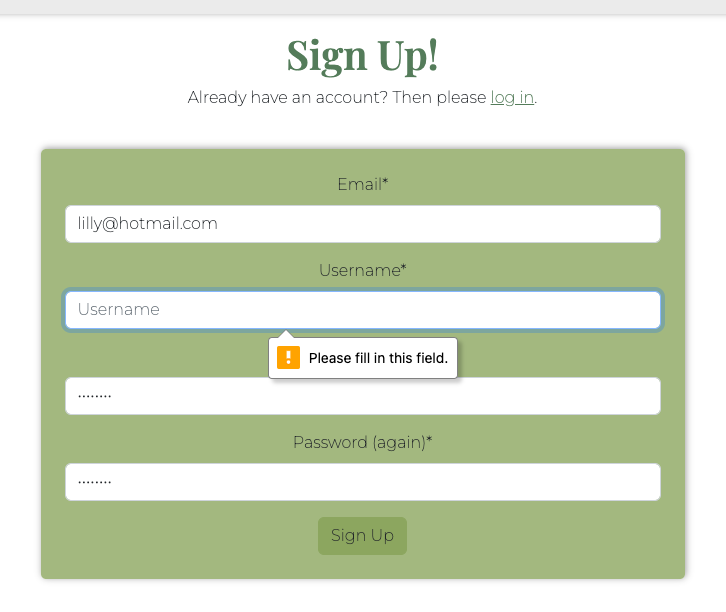 Sign Up!
Already have an account? Then please log in.
Email*
lilly@hotmail.com
Username*
Username
! Please fill in this field.
········
Password (again)*
········
Sign Up